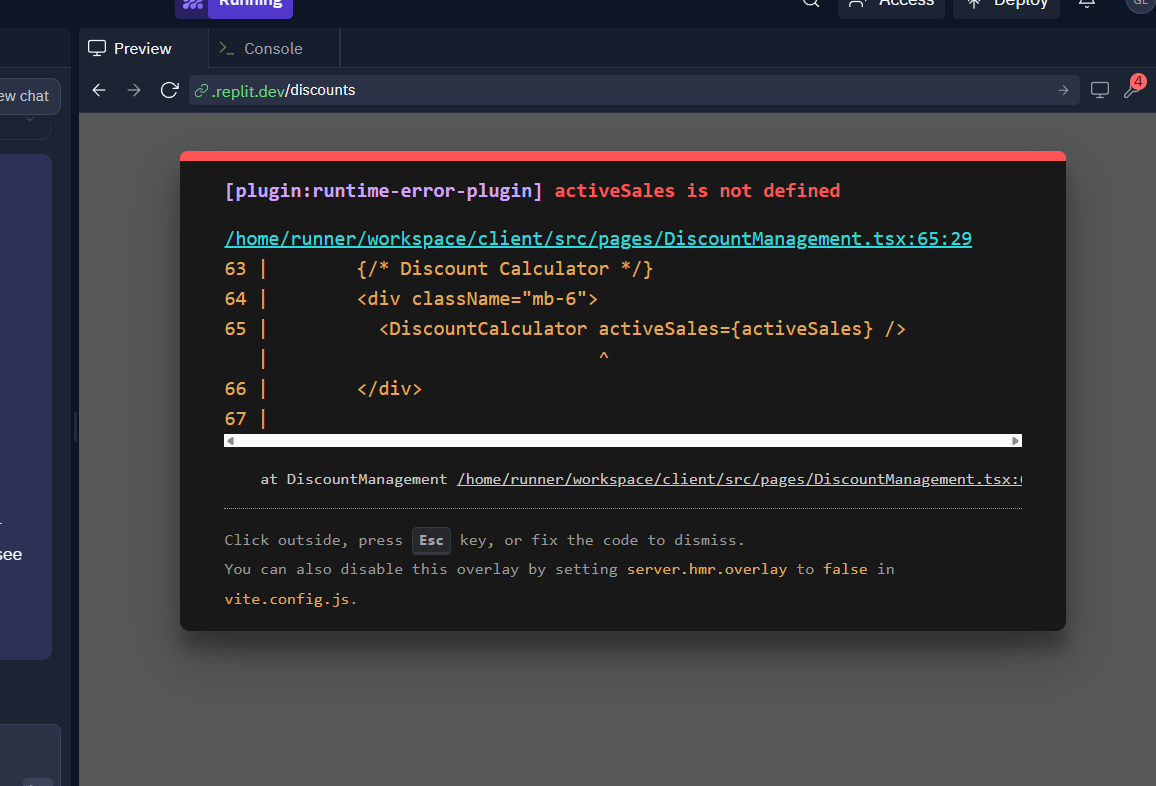 Running
Access
Deploy
GL
Preview
Console
ew chat
.replit.dev/discounts
4
[plugin:runtime-error-plugin] activeSales is not defined
/home/runner/workspace/client/src/pages/DiscountManagement.tsx:65:29
63 |        {/* Discount Calculator */}
64 |        <div className="mb-6">
65 |          <DiscountCalculator activeSales={activeSales} />
   |                              ^
66 |        </div>
67 |
at DiscountManagement /home/runner/workspace/client/src/pages/DiscountManagement.tsx:
see
Click outside, press Esc key, or fix the code to dismiss.
You can also disable this overlay by setting server.hmr.overlay to false in
vite.config.js.